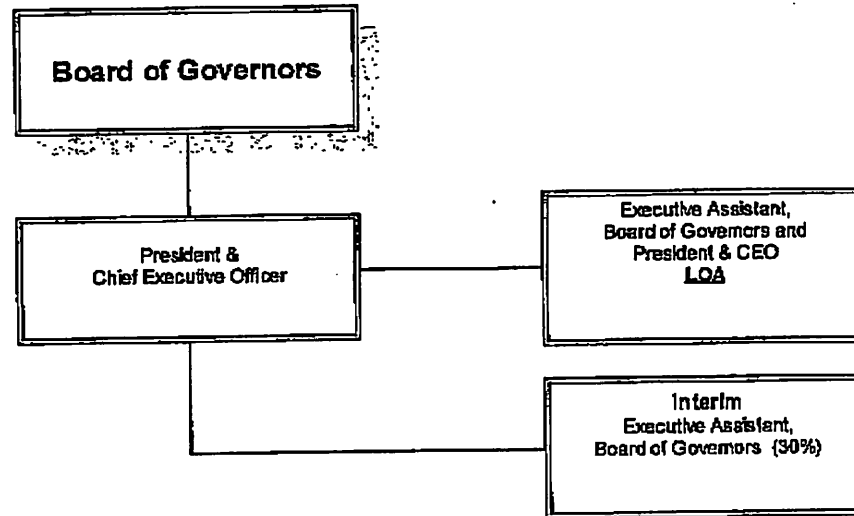 Board of Governors
President &
Chief Executive Officer
Executive Assistant,
Board of Governors and
President & CEO
LOA
Interim
Executive Assistant,
Board of Governors (30%)